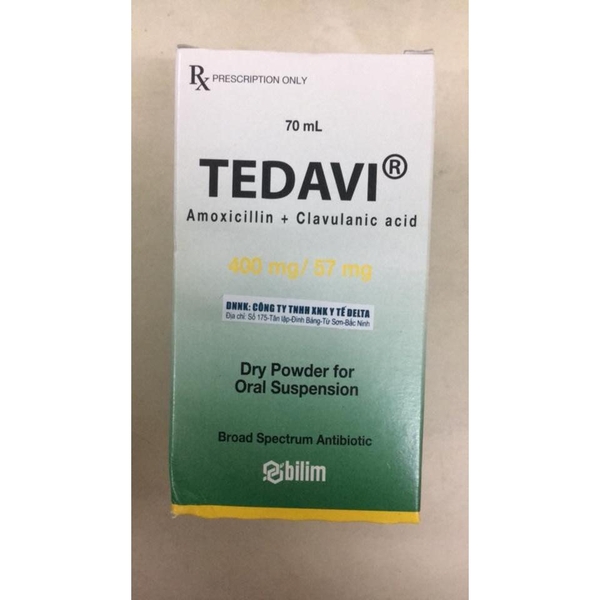 Rx PRESCRIPTION ONLY
70 mL
TEDAVI®
Amoxicillin + Clavulanic acid
400 mg/ 57 mg
DNNK: CÔNG TY TNHH XNK Y TẾ DELTA
Địa chỉ: Số 175-Tân lập-Đình Bảng-Từ Sơn-Bắc Ninh
Dry Powder for
Oral Suspension
Broad Spectrum Antibiotic
bilim